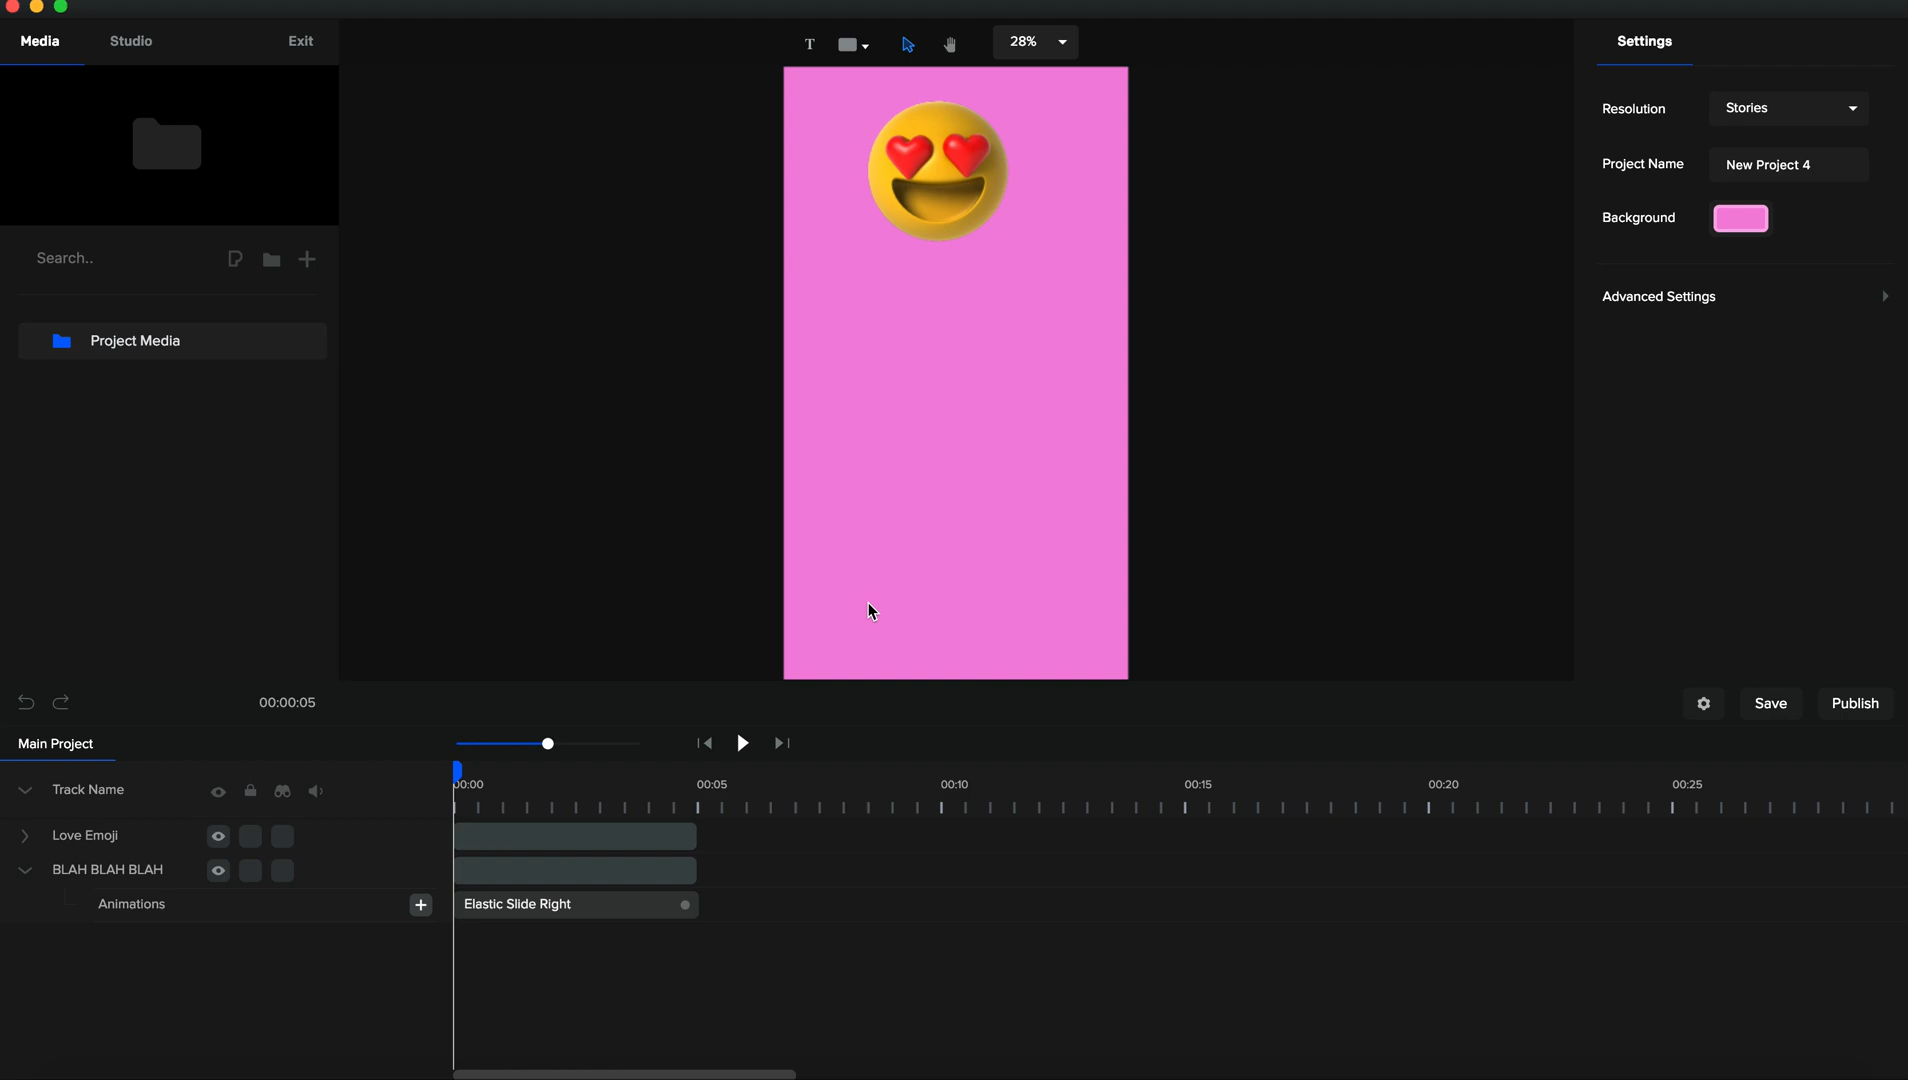 Media
Studio
Exit
T
28%
Settings
Resolution
Stories
Project Name
New Project 4
Background
Advanced Settings
Search..
Project Media
00:00:05
Save
Publish
Main Project
Track Name
00:00
00:05
00:10
00:15
00:20
00:25
Love Emoji
BLAH BLAH BLAH
Animations
+
Elastic Slide Right